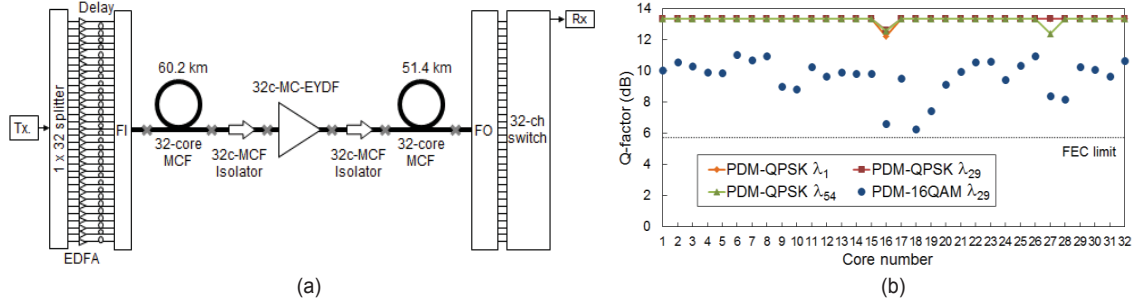 Delay
Tx.
1 x 32 splitter
EDFA
FI
60.2 km
32-core
MCF
32c-MCF
Isolator
32c-MC-EYDF
32c-MCF
Isolator
51.4 km
32-core
MCF
FO
32-ch
switch
Rx
(a)
Q-factor (dB)
14
12
10
8
6
4
2
0
FEC limit
PDM-QPSK λ1
PDM-QPSK λ29
PDM-QPSK λ54
PDM-16QAM λ29
1 2 3 4 5 6 7 8 9 10 11 12 13 14 15 16 17 18 19 20 21 22 23 24 25 26 27 28 29 30 31 32
Core number
(b)